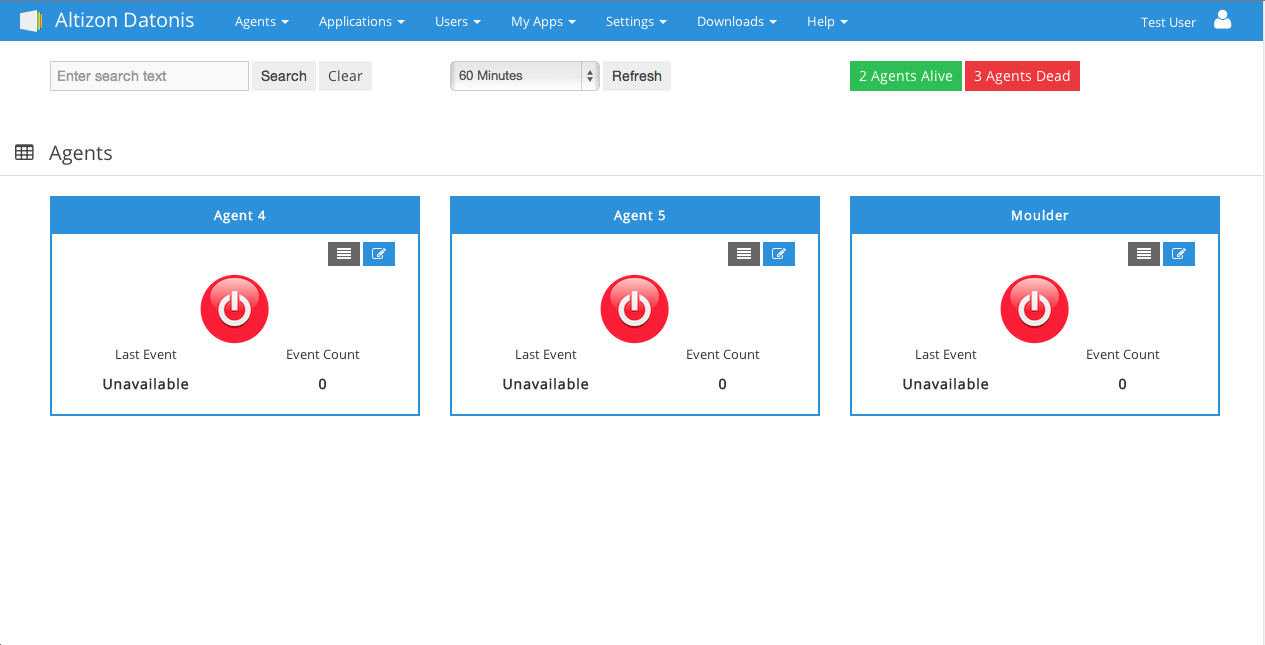 Altizon Datonis Agents Applications Users My Apps Settings Downloads Help Test User
Enter search text Search Clear 60 Minutes Refresh 2 Agents Alive 3 Agents Dead
Agents
Agent 4 Agent 5 Moulder
Last Event Event Count Last Event Event Count Last Event Event Count
Unavailable 0 Unavailable 0 Unavailable 0